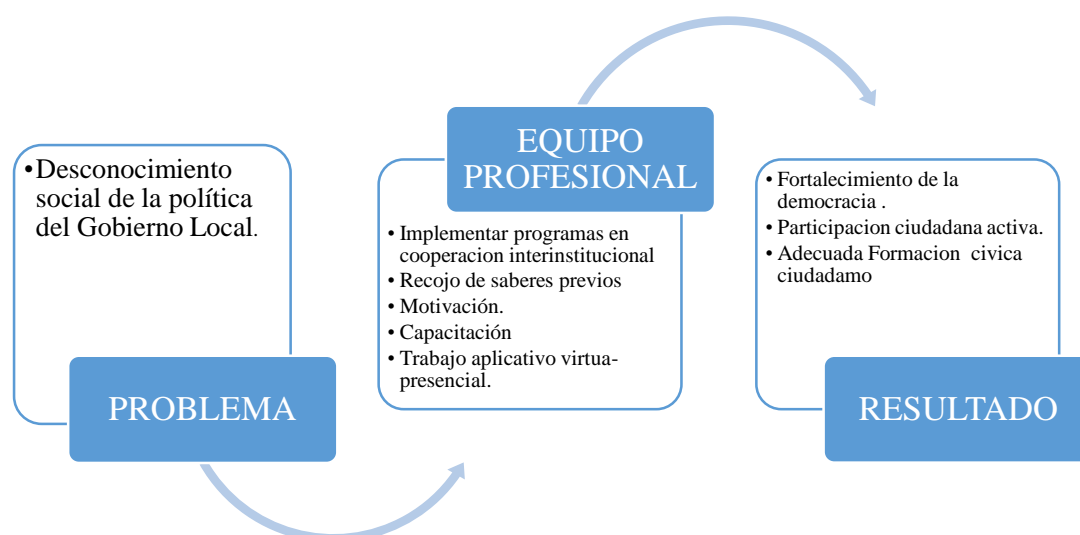 •Desconocimiento
social de la política
del Gobierno Local.
PROBLEMA
EQUIPO
PROFESIONAL
• Implementar programas en
cooperacion interinstitucional
• Recojo de saberes previos
• Motivación.
• Capacitación
• Trabajo aplicativo virtua-
presencial.
• Fortalecimiento de la
democracia .
• Participacion ciudadana activa.
• Adecuada Formacion  civica
ciudadamo
RESULTADO